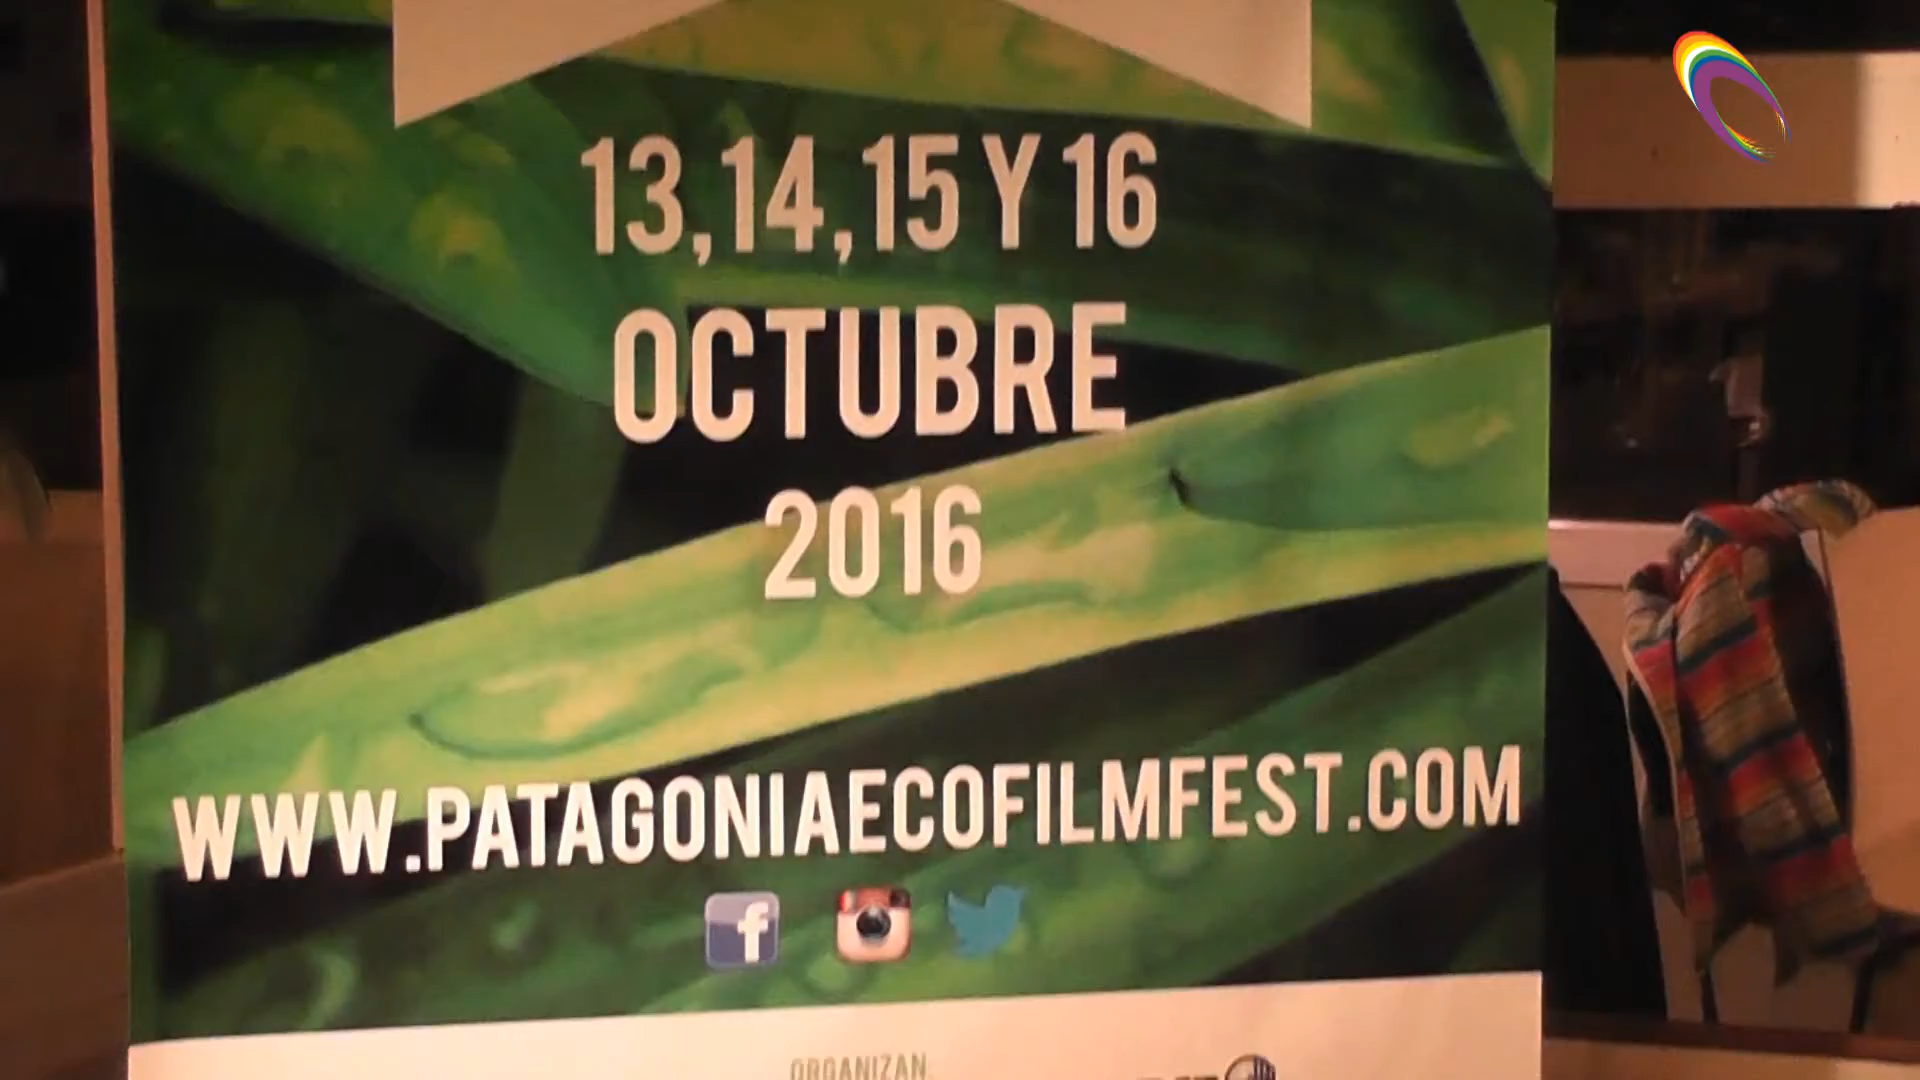 13, 14, 15 Y 16
OCTUBRE
2016
WWW.PATAGONIAECOFILMFEST.COM
ORGANIZAN